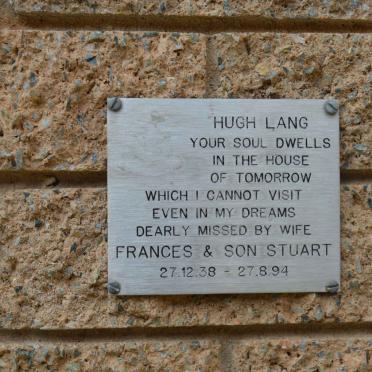 HUGH LANG
YOUR SOUL DWELLS
IN THE HOUSE
OF TOMORROW
WHICH I CANNOT VISIT
EVEN IN MY DREAMS
DEARLY MISSED BY WIFE
FRANCES & SON STUART
27.12.38 - 27.8.94